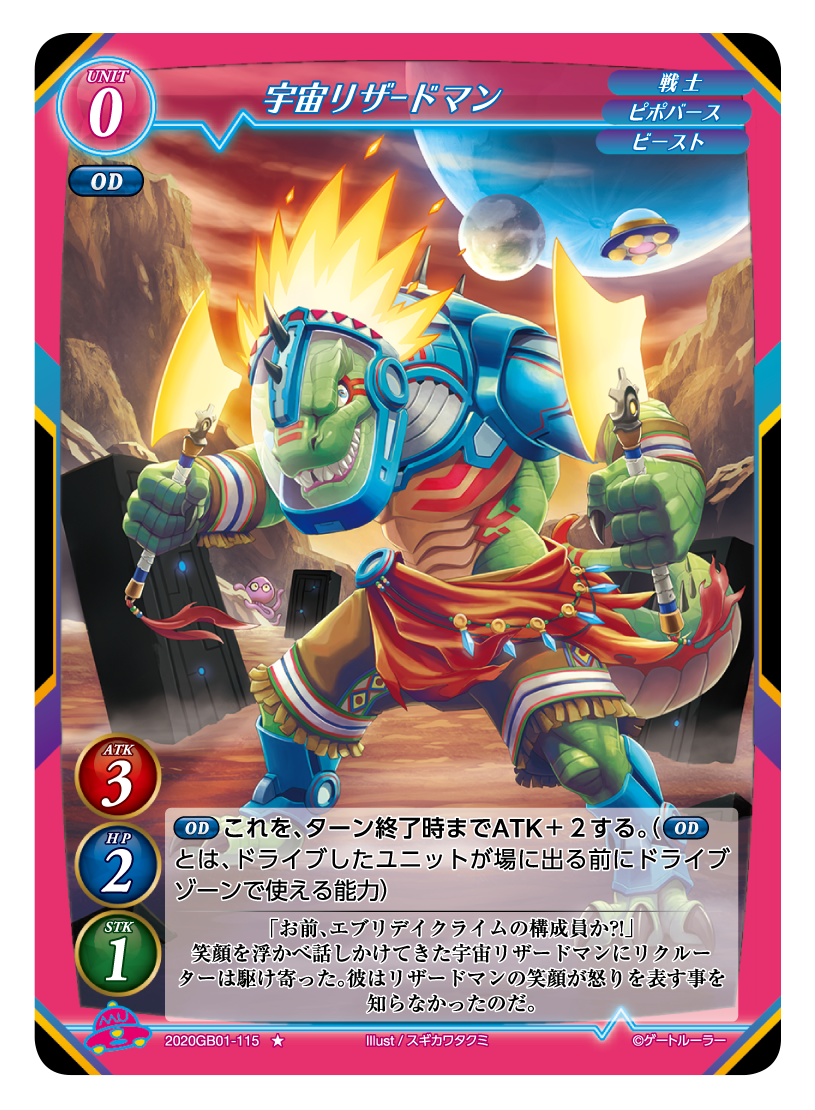 UNIT
0
宇宙リザードマン
戦士
ピポバース
ビースト
OD
ATK
3
HP
2
STK
1
OD これを、ターン終了時までATK＋２する。（OD
とは、ドライブしたユニットが場に出る前にドライブ
ゾーンで使える能力）
「お前、エブリデイクライムの構成員か?!」
笑顔を浮かべ話しかけてきた宇宙リザードマンにリクルー
ターは駆け寄った。彼はリザードマンの笑顔が怒りを表す事を
知らなかったのだ。
MU
2020GB01-115 ★
Illust / スギカワタクミ
©ゲートルーラー